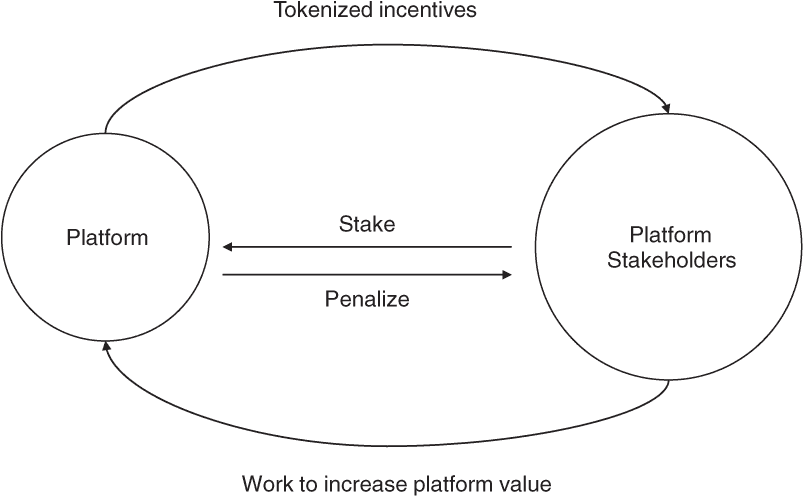 Tokenized incentives
Platform
Stake
Penalize
Platform
Stakeholders
Work to increase platform value